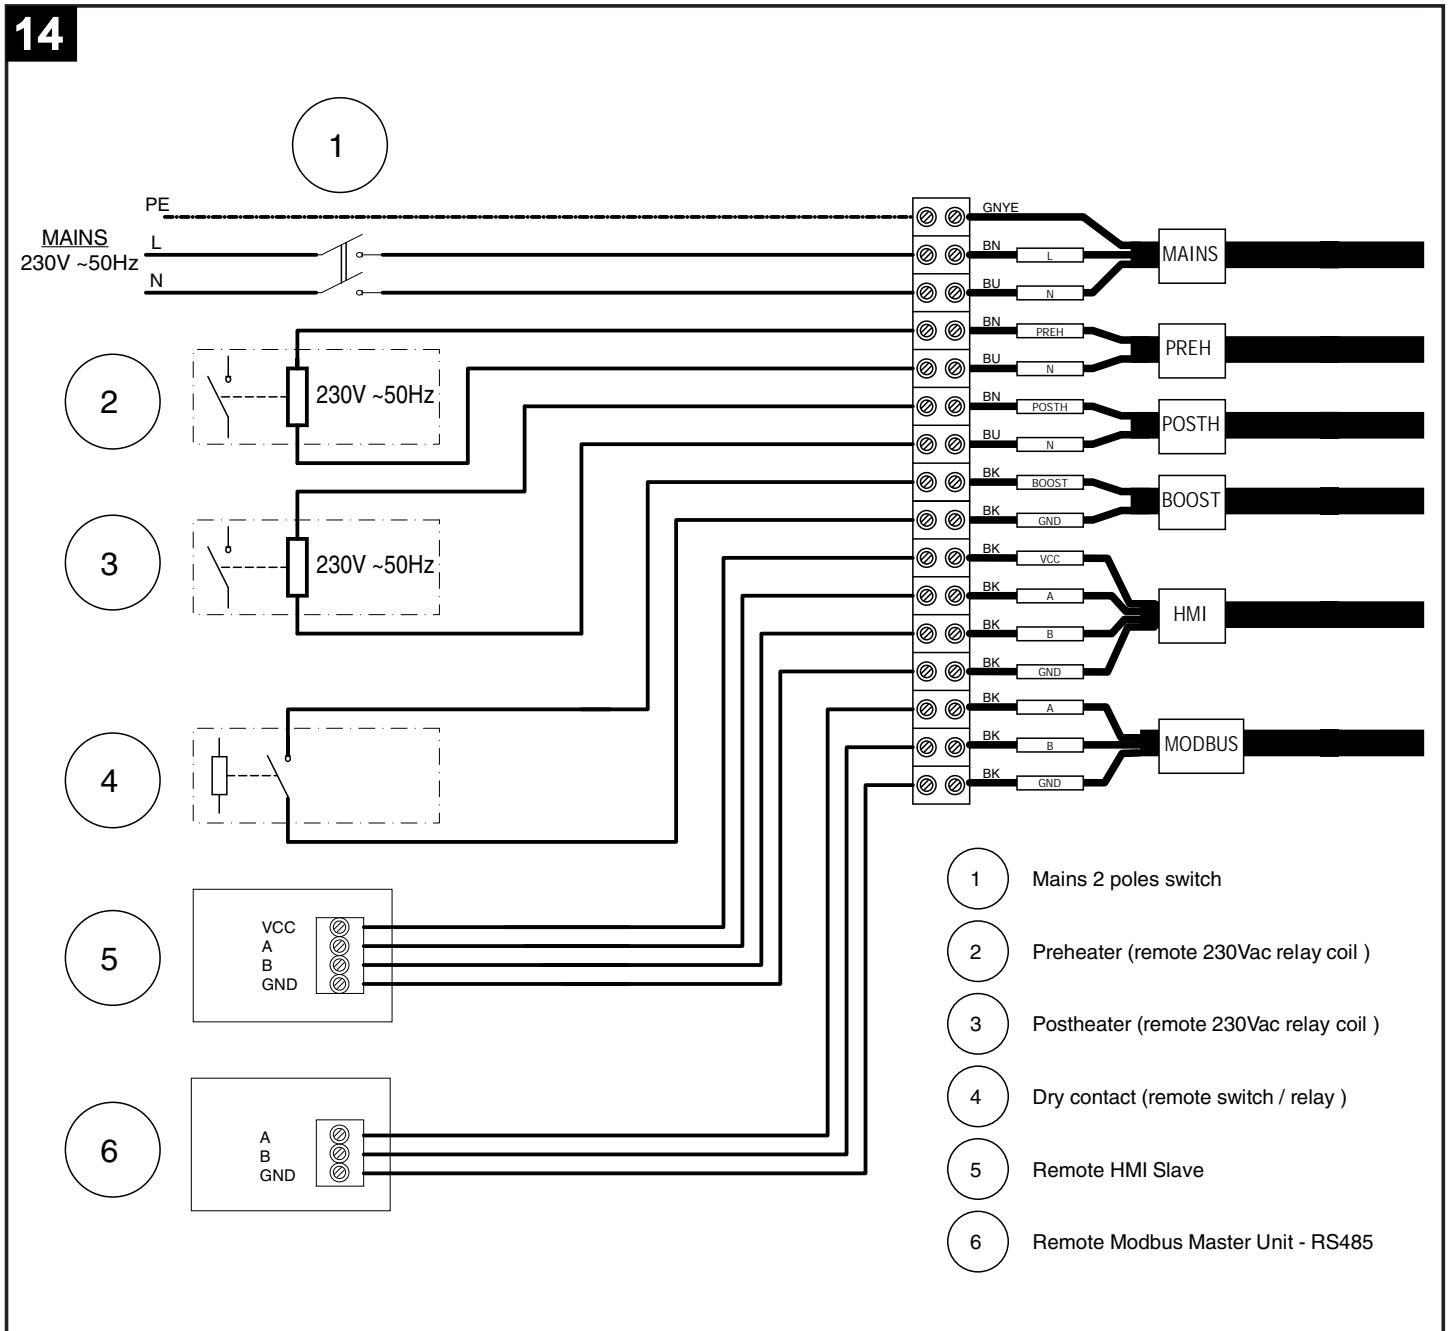 14
1
PE
MAINS
230V ~50Hz
L
N
GNYE
BN
L
BU
N
MAINS
BN
PREH
BU
N
PREH
2
230V ~50Hz
BN
POSTH
BU
N
POSTH
BK
BOOST
BK
GND
BOOST
3
230V ~50Hz
BK
VCC
BK
A
BK
B
BK
GND
HMI
BK
A
BK
B
BK
GND
MODBUS
4
5
VCC
A
B
GND
6
A
B
GND
1 Mains 2 poles switch
2 Preheater (remote 230Vac relay coil )
3 Postheater (remote 230Vac relay coil )
4 Dry contact (remote switch / relay )
5 Remote HMI Slave
6 Remote Modbus Master Unit - RS485